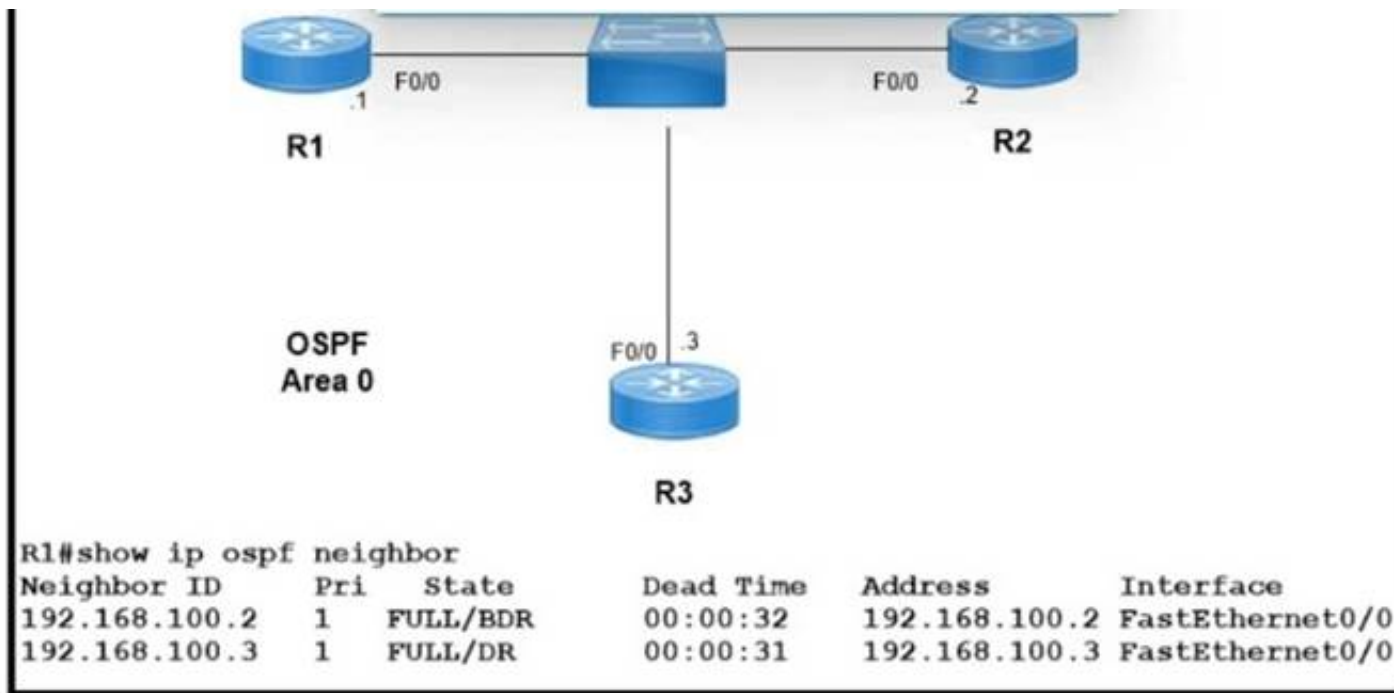 F0/0
.1
F0/0
.2
R1
R2
OSPF
Area 0
F0/0
.3
R3
R1#show ip ospf neighbor
Neighbor ID Pri State Dead Time Address Interface
192.168.100.2 1 FULL/BDR 00:00:32 192.168.100.2 FastEthernet0/0
192.168.100.3 1 FULL/DR 00:00:31 192.168.100.3 FastEthernet0/0